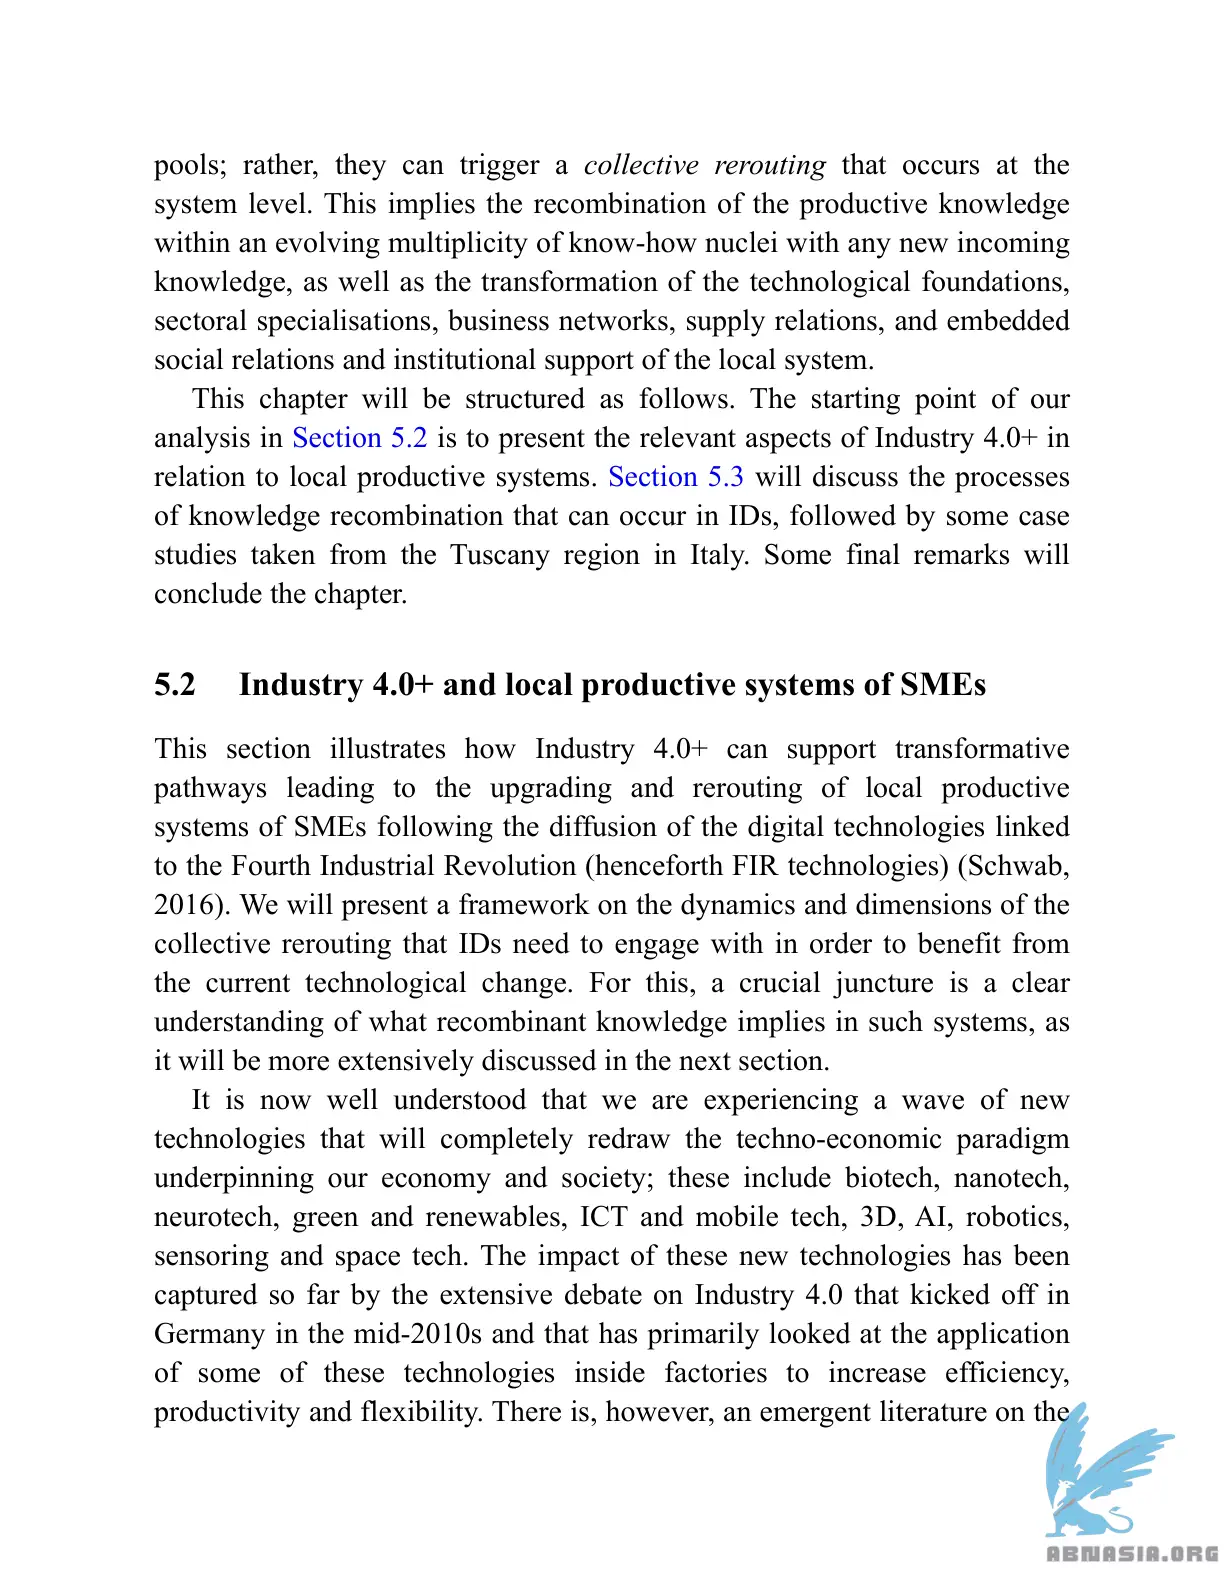 pools; rather, they can trigger a collective rerouting that occurs at the
system level. This implies the recombination of the productive knowledge
within an evolving multiplicity of know-how nuclei with any new incoming
knowledge, as well as the transformation of the technological foundations,
sectoral specialisations, business networks, supply relations, and embedded
social relations and institutional support of the local system.
This chapter will be structured as follows. The starting point of our
analysis in Section 5.2 is to present the relevant aspects of Industry 4.0+ in
relation to local productive systems. Section 5.3 will discuss the processes
of knowledge recombination that can occur in IDs, followed by some case
studies taken from the Tuscany region in Italy. Some final remarks will
conclude the chapter.
5.2 Industry 4.0+ and local productive systems of SMEs
This section illustrates how Industry 4.0+ can support transformative
pathways leading to the upgrading and rerouting of local productive
systems of SMEs following the diffusion of the digital technologies linked
to the Fourth Industrial Revolution (henceforth FIR technologies) (Schwab,
2016). We will present a framework on the dynamics and dimensions of the
collective rerouting that IDs need to engage with in order to benefit from
the current technological change. For this, a crucial juncture is a clear
understanding of what recombinant knowledge implies in such systems, as
it will be more extensively discussed in the next section.
It is now well understood that we are experiencing a wave of new
technologies that will completely redraw the techno-economic paradigm
underpinning our economy and society; these include biotech, nanotech,
neurotech, green and renewables, ICT and mobile tech, 3D, AI, robotics,
sensoring and space tech. The impact of these new technologies has been
captured so far by the extensive debate on Industry 4.0 that kicked off in
Germany in the mid-2010s and that has primarily looked at the application
of some of these technologies inside factories to increase efficiency,
productivity and flexibility. There is, however, an emergent literature on the
ABNASIA.ORG